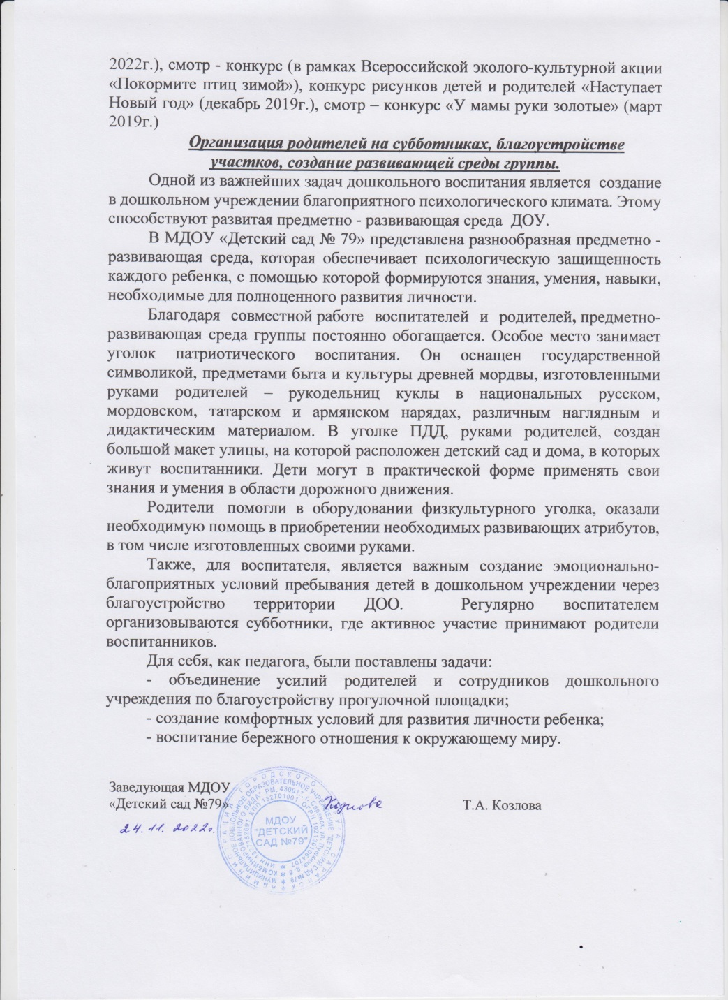 2022г.), смотр - конкурс (в рамках Всероссийской эколого-культурной акции
«Покормите птиц зимой»), конкурс рисунков детей и родителей «Наступает
Новый год» (декабрь 2019г.), смотр – конкурс «У мамы руки золотые» (март
2019г.)
Организация родителей на субботниках, благоустройстве
участков, создание развивающей среды группы.
Одной из важнейших задач дошкольного воспитания является создание
в дошкольном учреждении благоприятного психологического климата. Этому
способствуют развитая предметно - развивающая среда ДОУ.
В МДОУ «Детский сад № 79» представлена разнообразная предметно -
развивающая среда, которая обеспечивает психологическую защищенность
каждого ребенка, с помощью которой формируются знания, умения, навыки,
необходимые для полноценного развития личности.
Благодаря совместной работе воспитателей и родителей, предметно-
развивающая среда группы постоянно обогащается. Особое место занимает
уголок патриотического воспитания. Он оснащен государственной
символикой, предметами быта и культуры древней мордвы, изготовленными
руками родителей – рукодельниц куклы в национальных русском,
мордовском, татарском и армянском нарядах, различным наглядным и
дидактическим материалом. В уголке ПДД, руками родителей, создан
большой макет улицы, на которой расположен детский сад и дома, в которых
живут воспитанники. Дети могут в практической форме применять свои
знания и умения в области дорожного движения.
Родители помогли в оборудовании физкультурного уголка, оказали
необходимую помощь в приобретении необходимых развивающих атрибутов,
в том числе изготовленных своими руками.
Также, для воспитателя, является важным создание эмоционально-
благоприятных условий пребывания детей в дошкольном учреждении через
благоустройство территории ДОО. Регулярно воспитателем
организовываются субботники, где активное участие принимают родители
воспитанников.
Для себя, как педагога, были поставлены задачи:
- объединение усилий родителей и сотрудников дошкольного
учреждения по благоустройству прогулочной площадки;
- создание комфортных условий для развития личности ребенка;
- воспитание бережного отношения к окружающему миру.
Заведующая МДОУ
«Детский сад №79» Т.А. Козлова
24.11.2022г.
МДОУ
"ДЕТСКИЙ
САД №79"